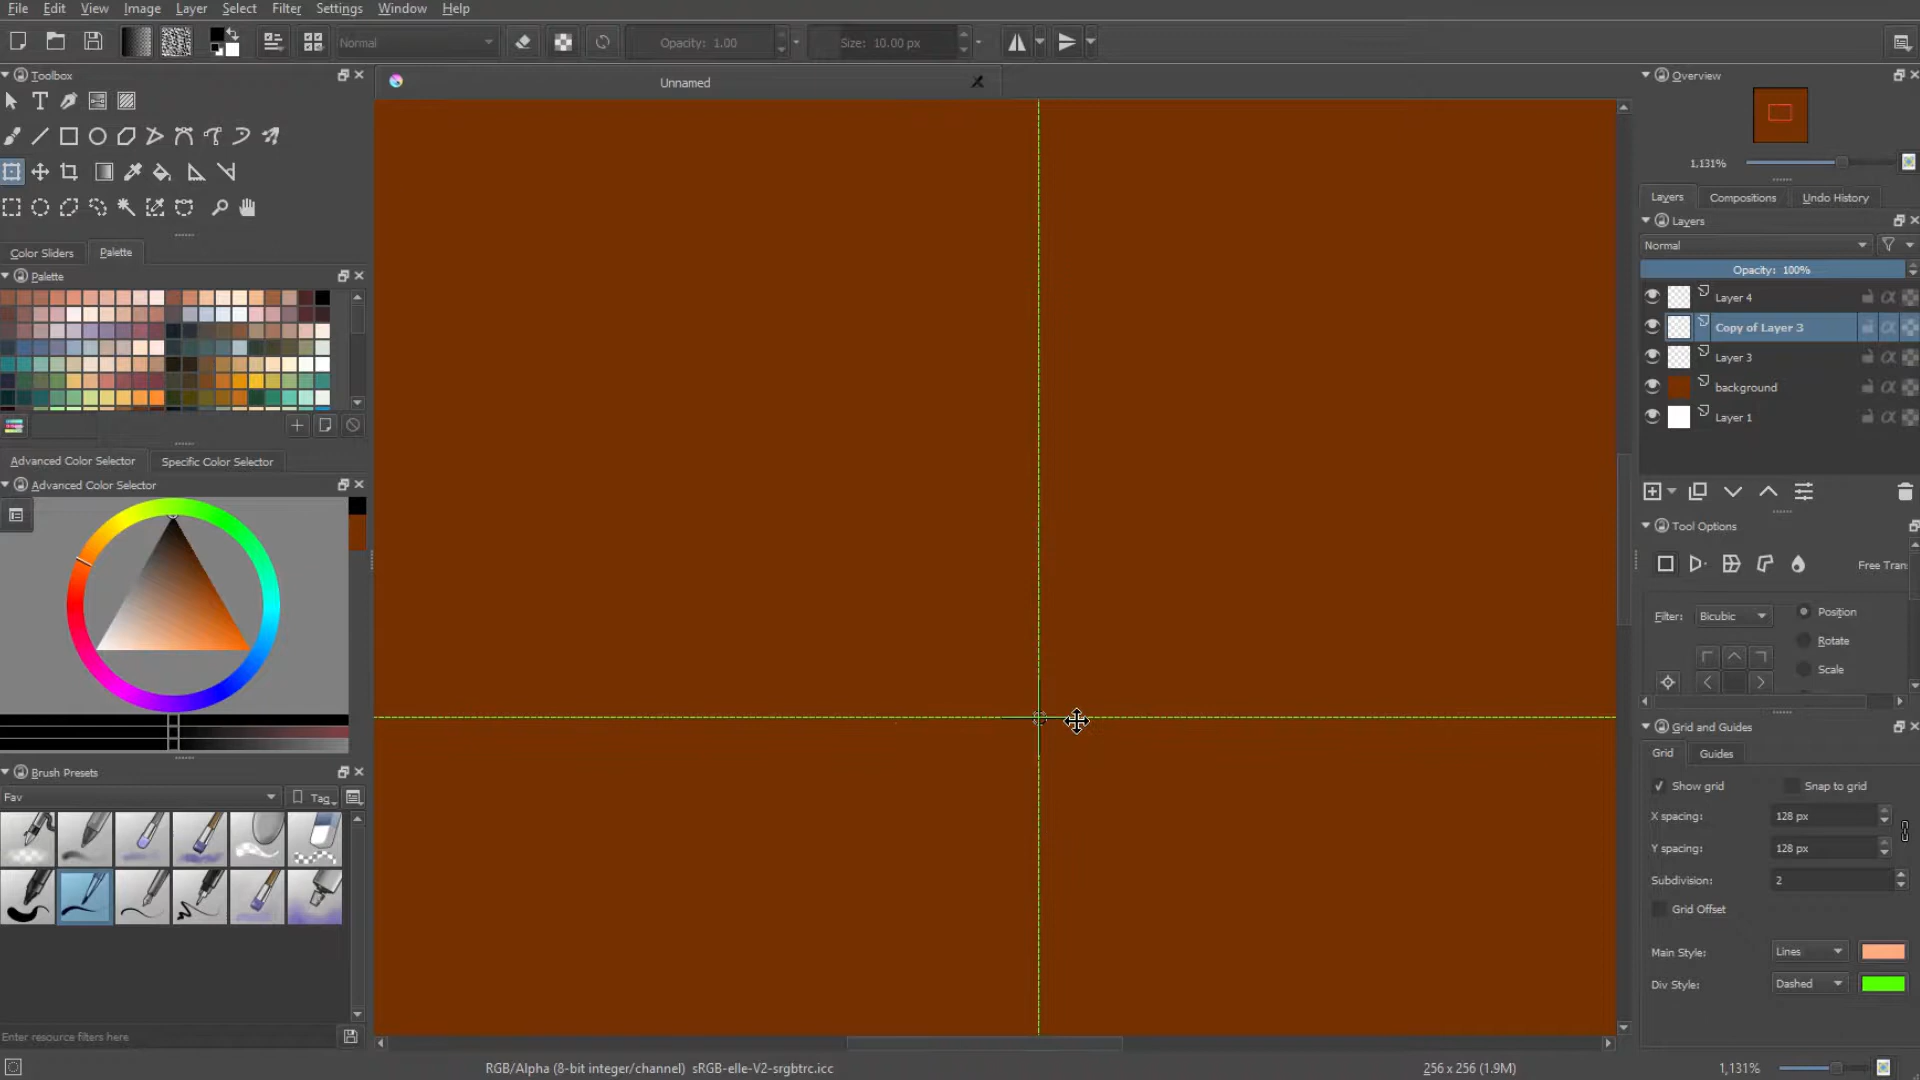 File Edit View Image Layer Select Filter Settings Window Help
Normal Opacity: 1.00 Size: 10.00 px
Toolbox
Unnamed
Overview
1,131%
Layers Compositions Undo History
Layers
Normal
Opacity: 100%
Layer 4
Copy of Layer 3
Layer 3
background
Layer 1
Color Sliders Palette
Palette
Advanced Color Selector Specific Color Selector
Advanced Color Selector
Tool Options
Free Tran
Filter: Bicubic Position
Rotate
Scale
Grid and Guides
Grid Guides
Show grid Snap to grid
X spacing: 128 px
Y spacing: 128 px
Subdivision: 2
Grid Offset
Main Style: Lines
Div Style: Dashed
Brush Presets
Fav Tag
Enter resource filters here
RGB/Alpha (8-bit integer/channel) sRGB-elle-V2-srgbtrc.icc 256 x 256 (1.9M) 1,131%